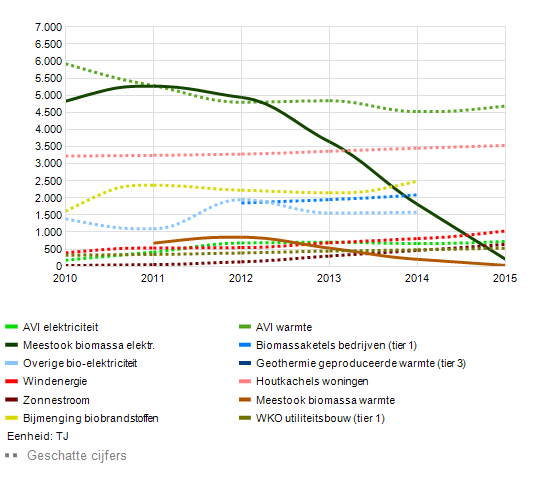 7.000
6.500
6.000
5.500
5.000
4.500
4.000
3.500
3.000
2.500
2.000
1.500
1.000
500
0
2010 2011 2012 2013 2014 2015
AVI elektriciteit AVI warmte
Meestook biomassa elektr. Biomassaketels bedrijven (tier 1)
Overige bio-elektriciteit Geothermie geproduceerde warmte (tier 3)
Windenergie Houtkachels woningen
Zonnestroom Meestook biomassa warmte
Bijmenging biobrandstoffen WKO utiliteitsbouw (tier 1)
Eenheid: TJ
Geschatte cijfers